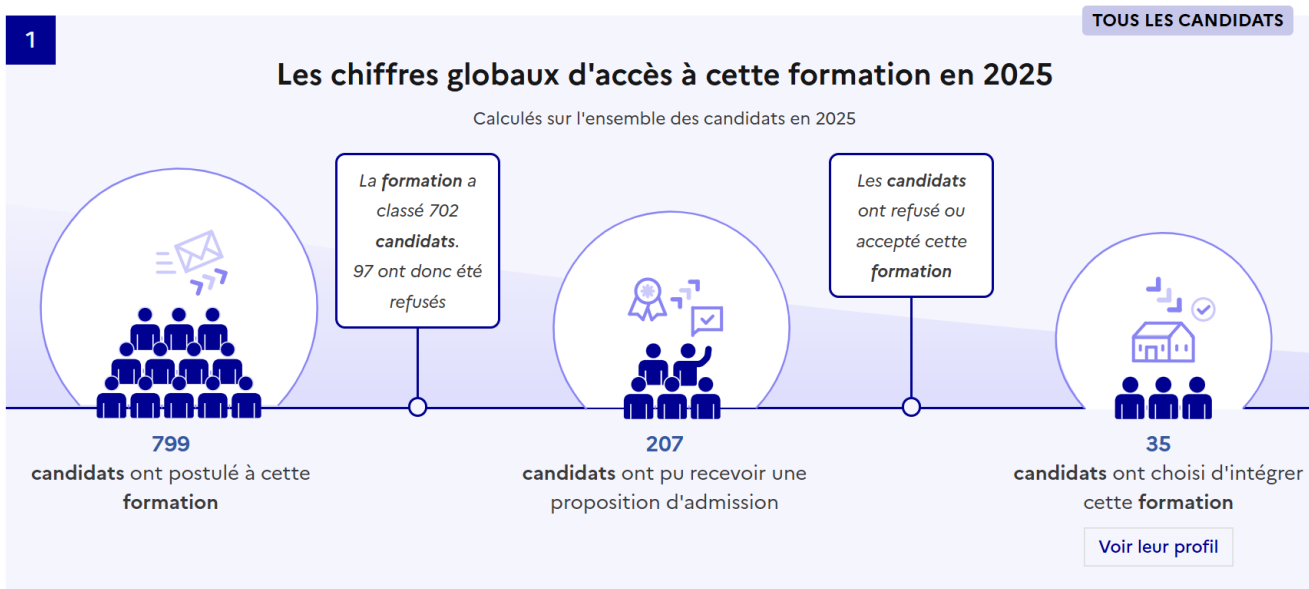 1
TOUS LES CANDIDATS
Les chiffres globaux d'accès à cette formation en 2025
Calculés sur l'ensemble des candidats en 2025
La formation a
classé 702
candidats.
97 ont donc été
refusés
Les candidats
ont refusé ou
accepté cette
formation
799
candidats ont postulé à cette
formation
207
candidats ont pu recevoir une
proposition d'admission
35
candidats ont choisi d'intégrer
cette formation
Voir leur profil